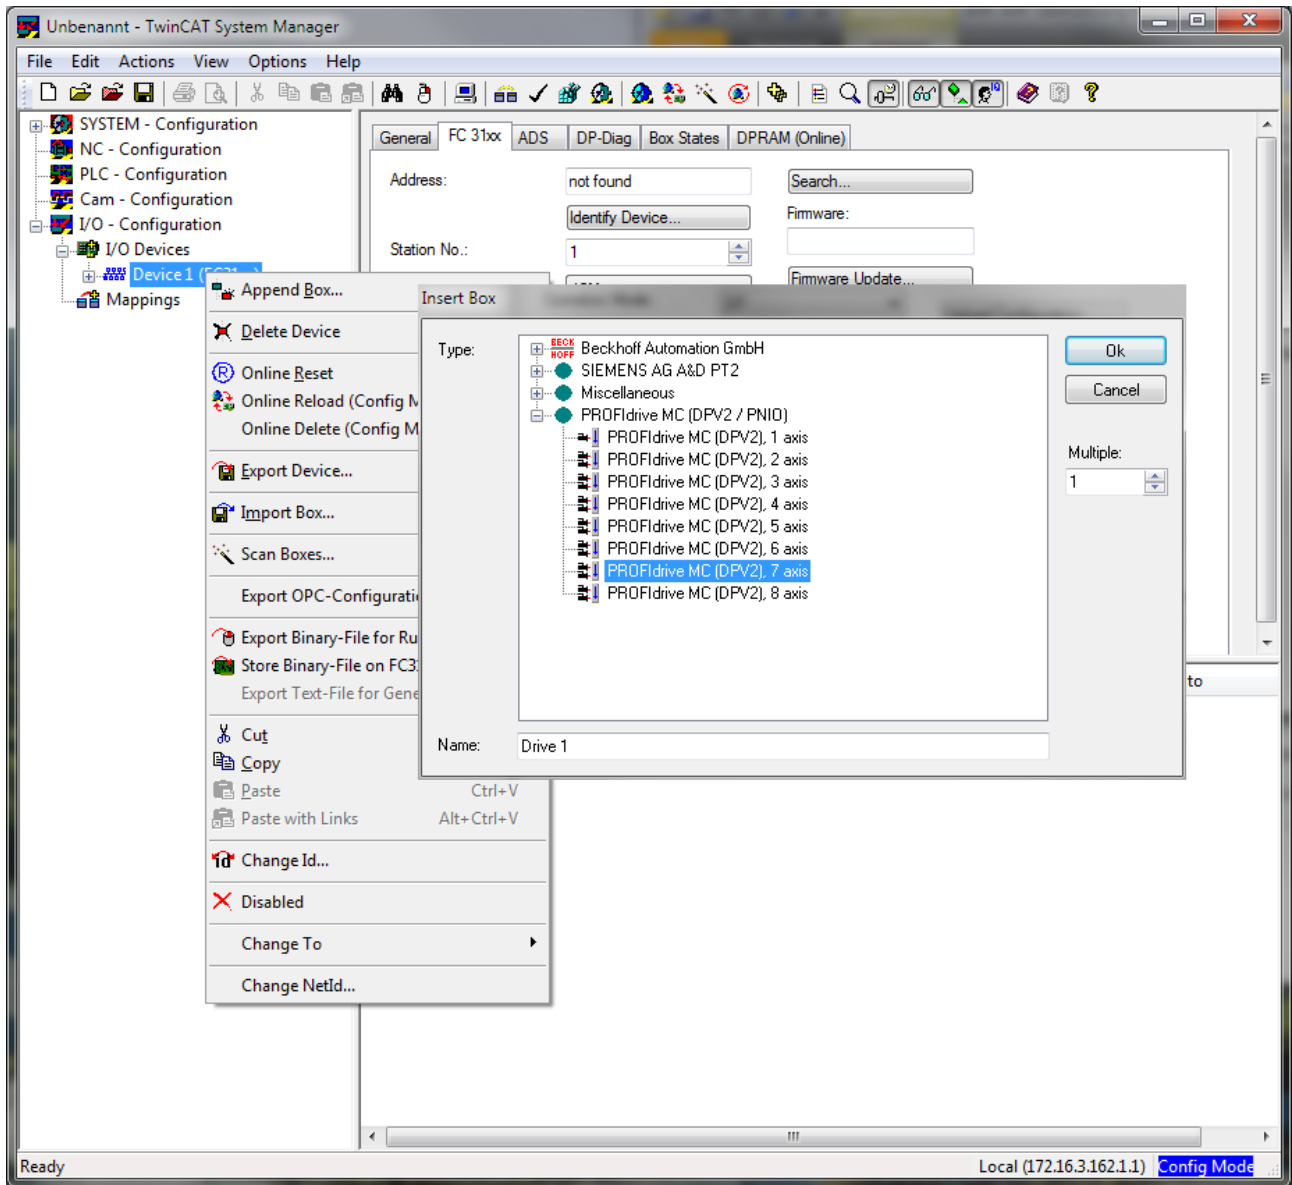 Unbenannt - TwinCAT System Manager
File Edit Actions View Options Help
SYSTEM - Configuration
NC - Configuration
PLC - Configuration
Cam - Configuration
I/O - Configuration
I/O Devices
Device 1
Mappings
General FC 31xx ADS DP-Diag Box States DPRAM (Online)
Address: not found Search...
Identify Device... Firmware:
Station No.: 1
Firmware Update...
Append Box...
Delete Device
Online Reset
Online Reload (Config M
Online Delete (Config M
Export Device...
Import Box...
Scan Boxes...
Export OPC-Configurati
Export Binary-File for Ru
Store Binary-File on FC3
Export Text-File for Gene
Cut
Copy
Paste Ctrl+V
Paste with Links Alt+Ctrl+V
Change Id...
Disabled
Change To
Change NetId...
Insert Box
Type:
BECK
HOFF
Beckhoff Automation GmbH
SIEMENS AG A&D PT2
Miscellaneous
PROFIdrive MC (DPV2 / PNIO)
PROFIdrive MC (DPV2), 1 axis
PROFIdrive MC (DPV2), 2 axis
PROFIdrive MC (DPV2), 3 axis
PROFIdrive MC (DPV2), 4 axis
PROFIdrive MC (DPV2), 5 axis
PROFIdrive MC (DPV2), 6 axis
PROFIdrive MC (DPV2), 7 axis
PROFIdrive MC (DPV2), 8 axis
Ok
Cancel
Multiple:
1
Name: Drive 1
to
Ready Local (172.16.3.162.1.1) Config Mode